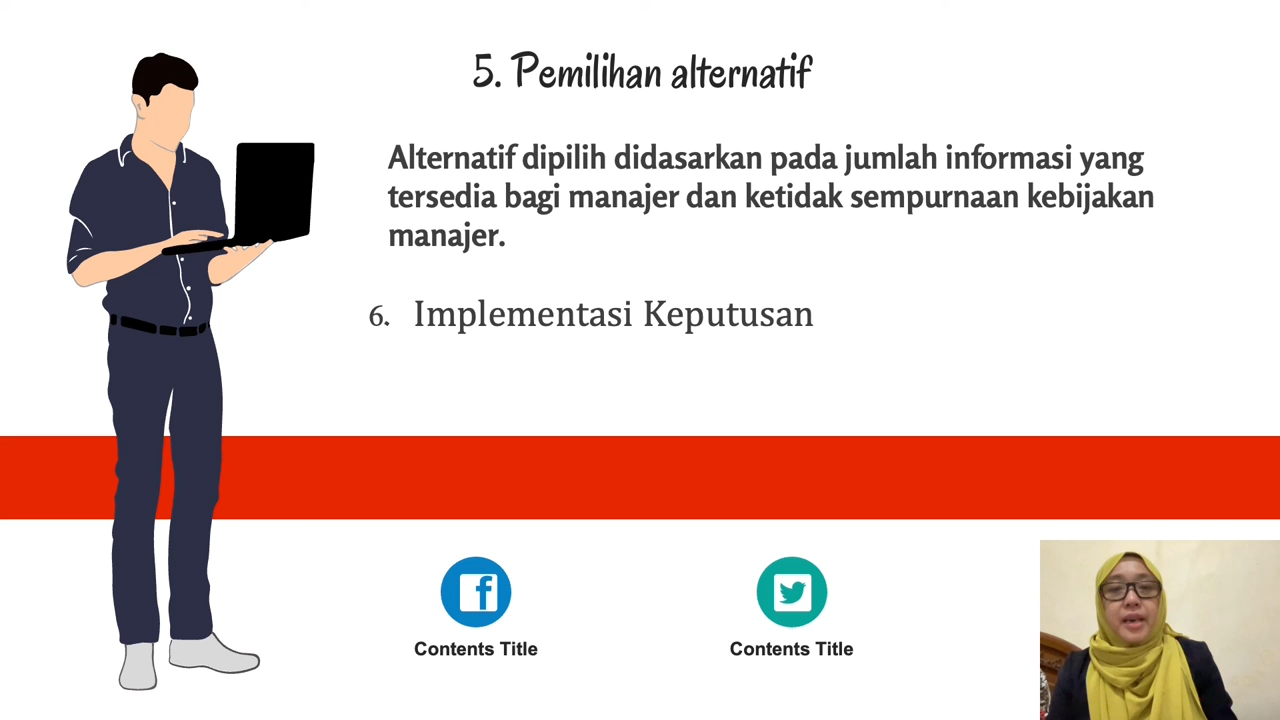 5. Pemilihan alternatif
Alternatif dipilih didasarkan pada jumlah informasi yang
tersedia bagi manajer dan ketidak sempurnaan kebijakan
manajer.
6. Implementasi Keputusan
Contents Title
Contents Title